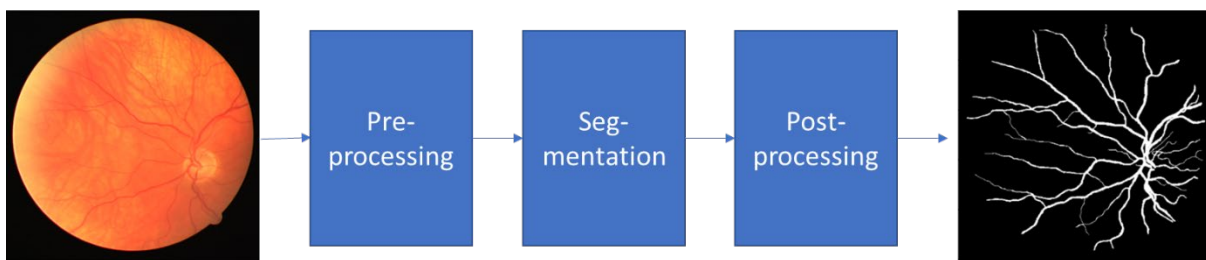 Pre-
processing
Seg-
mentation
Post-
processing